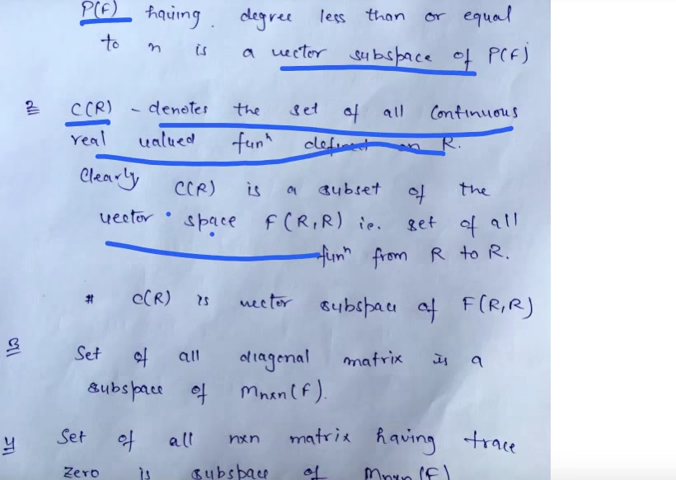 P(F) having degree less than or equal
to n is a vector subspace of P(F)
2 C(R) - denotes the set of all Continuous
real valued funⁿ defined on R.
Clearly C(R) is a subset of the
vector space F(R,R) i.e. set of all
funⁿ from R to R.
# C(R) is vector subspace of F(R,R)
3 Set of all diagonal matrix is a
subspace of Mnxn(F).
4 Set of all nxn matrix having trace
zero is subspace of Mnxn(F)